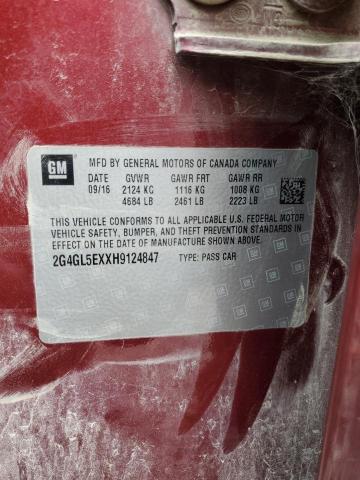 GM
MFD BY GENERAL MOTORS OF CANADA COMPANY
DATE GVWR GAWR FRT GAWR RR
09/16 2124 KG 1116 KG 1008 KG
4684 LB 2461 LB 2223 LB
THIS VEHICLE CONFORMS TO ALL APPLICABLE U.S. FEDERAL MOTOR
VEHICLE SAFETY, BUMPER, AND THEFT PREVENTION STANDARDS
IN EFFECT ON THE DATE OF MANUFACTURE SHOWN ABOVE.
2G4GL5EXXH9124847 TYPE: PASS CAR